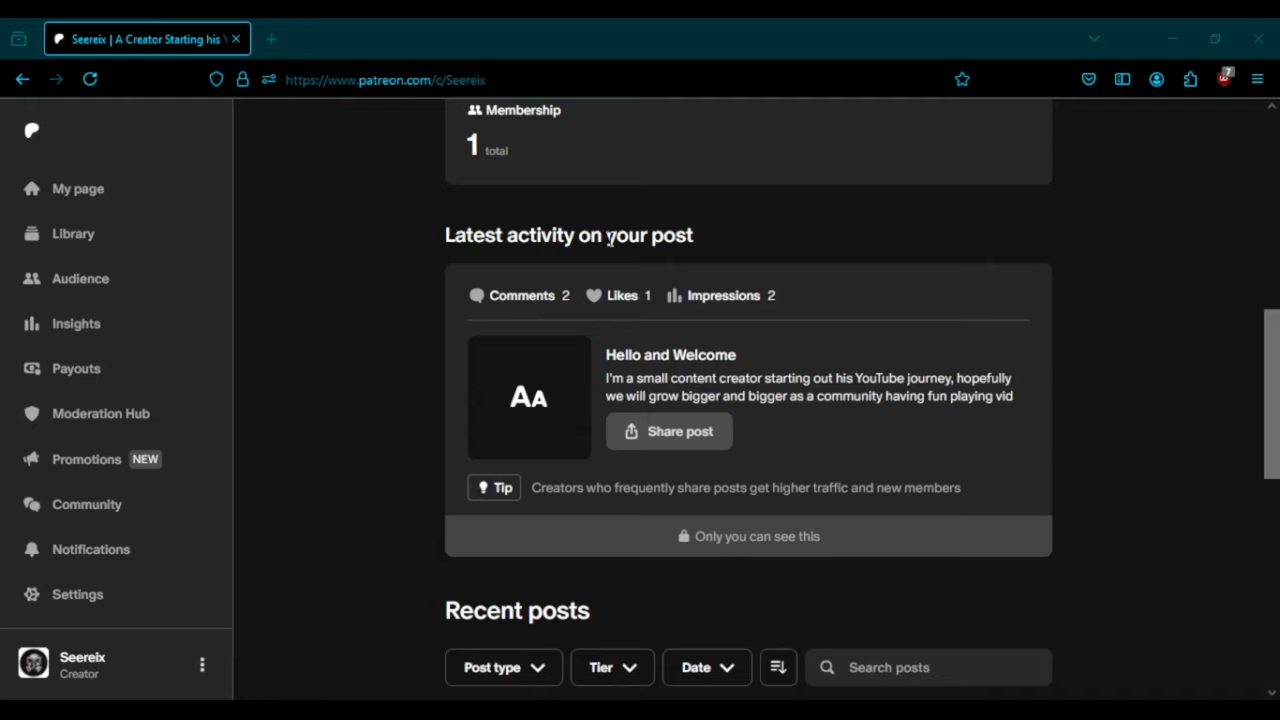 Seereix | A Creator Starting his
https://www.patreon.com/c/Seereix
7
My page
Library
Audience
Insights
Payouts
Moderation Hub
Promotions NEW
Community
Notifications
Settings
Seereix
Creator
Membership
1 total
Latest activity on your post
Comments 2 Likes 1 Impressions 2
AA
Hello and Welcome
I'm a small content creator starting out his YouTube journey, hopefully
we will grow bigger and bigger as a community having fun playing vid
Share post
Tip Creators who frequently share posts get higher traffic and new members
Only you can see this
Recent posts
Post type Tier Date Search posts